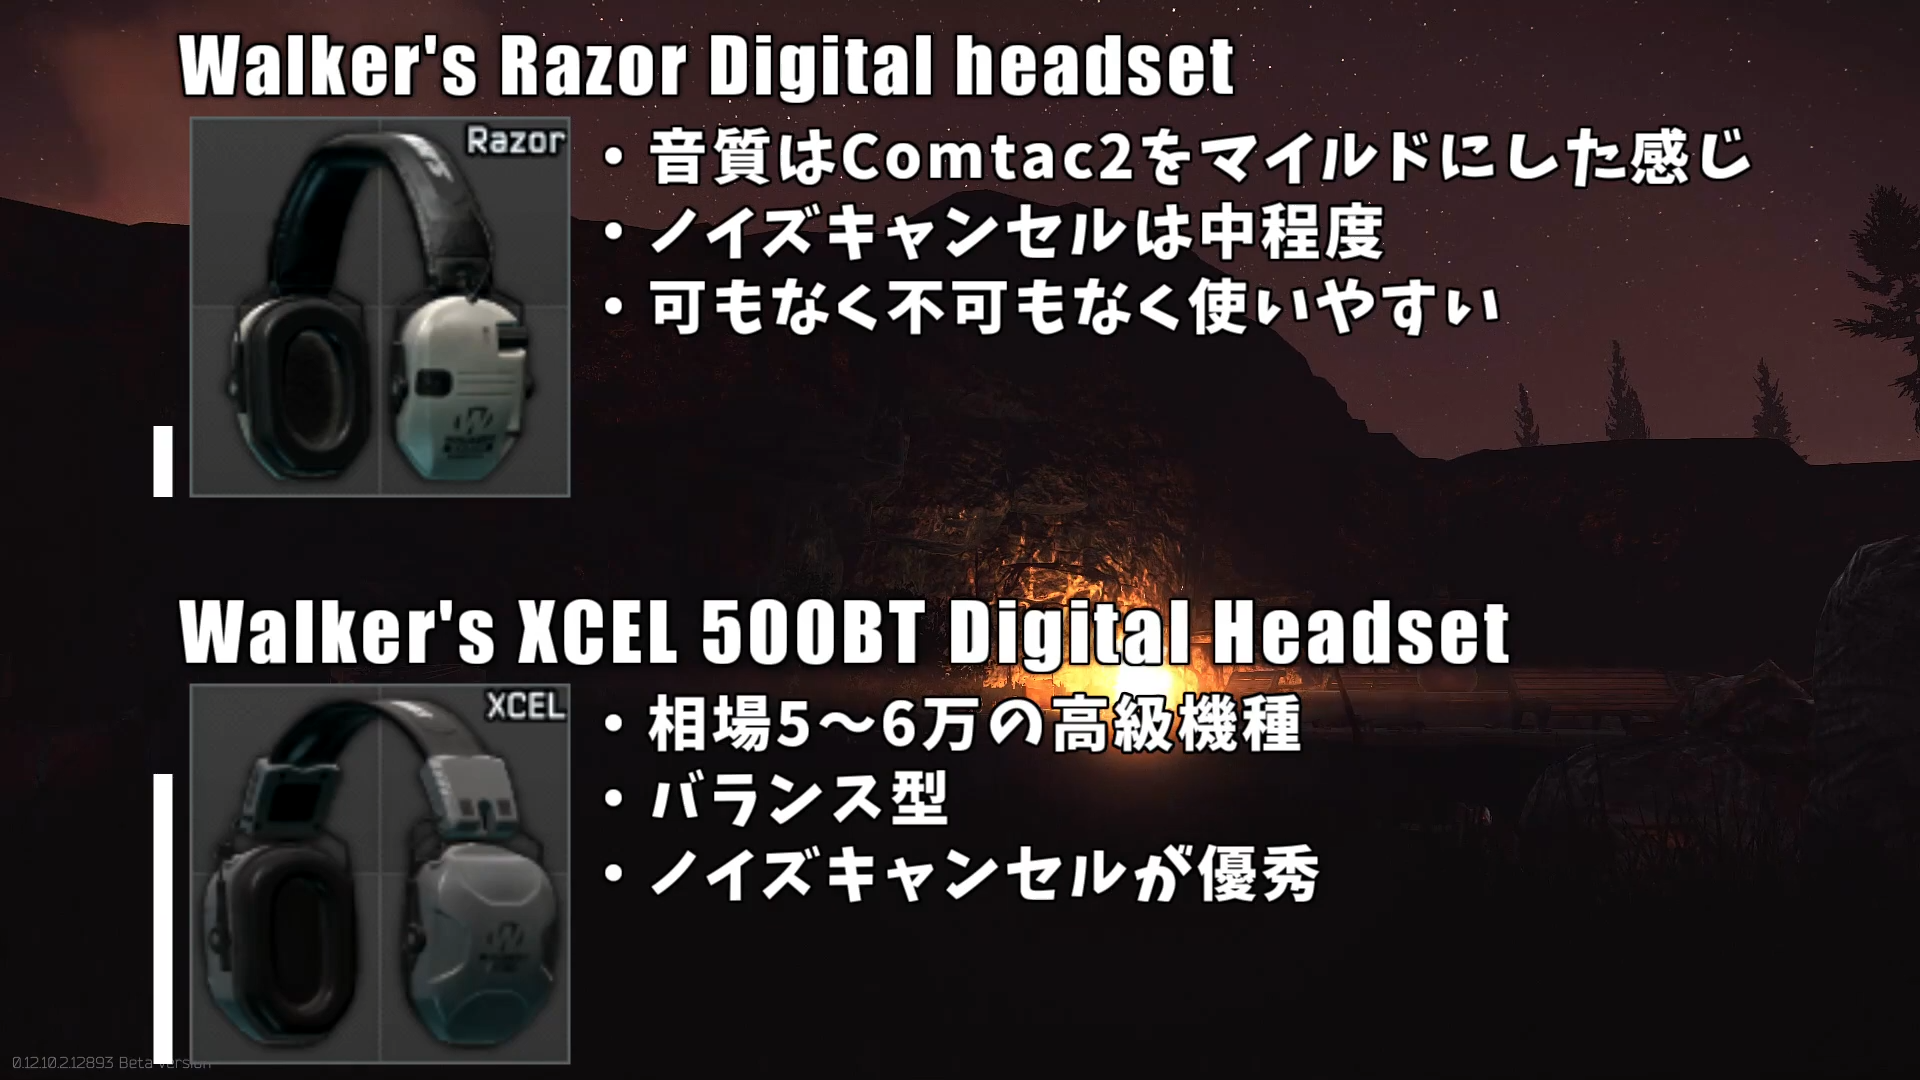 Walker's Razor Digital headset
Razor
・音質はComtac2をマイルドにした感じ
・ノイズキャンセルは中程度
・可もなく不可もなく使いやすい
Walker's XCEL 500BT Digital Headset
XCEL
・相場5～6万の高級機種
・バランス型
・ノイズキャンセルが優秀
0.12.10.2.12893 Beta version